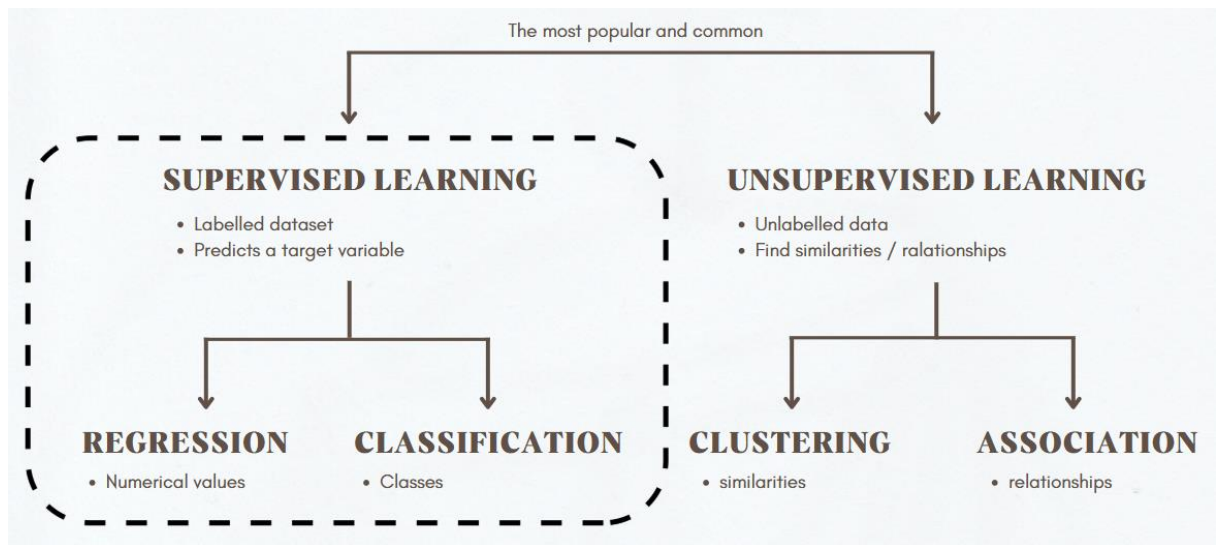 The most popular and common
SUPERVISED LEARNING
• Labelled dataset
• Predicts a target variable
UNSUPERVISED LEARNING
• Unlabelled data
• Find similarities / ralationships
REGRESSION
• Numerical values
CLASSIFICATION
• Classes
CLUSTERING
• similarities
ASSOCIATION
• relationships